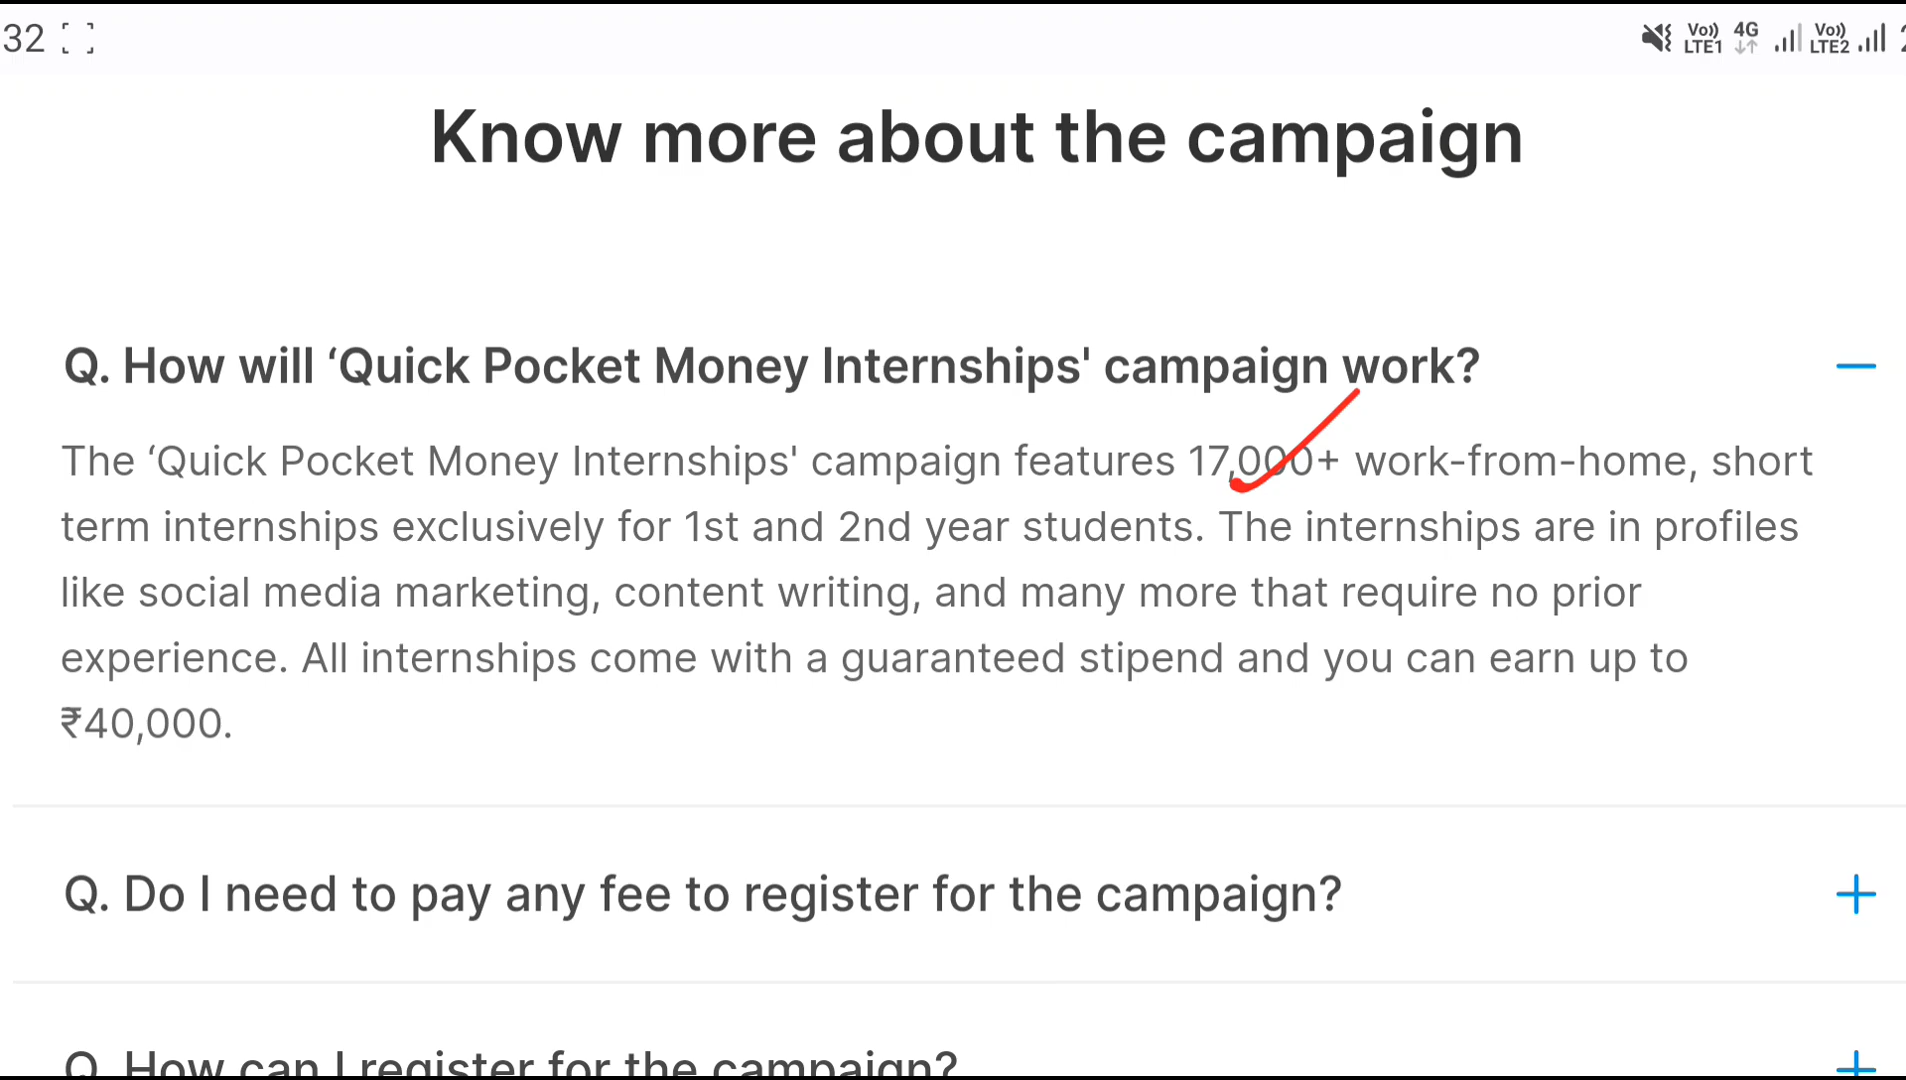 32
Vo)) LTE1 4G Vo)) LTE2
Know more about the campaign
Q. How will ‘Quick Pocket Money Internships' campaign work?
The ‘Quick Pocket Money Internships' campaign features 17,000+ work-from-home, short
term internships exclusively for 1st and 2nd year students. The internships are in profiles
like social media marketing, content writing, and many more that require no prior
experience. All internships come with a guaranteed stipend and you can earn up to
₹40,000.
Q. Do I need to pay any fee to register for the campaign?
Q. How can I register for the campaign?